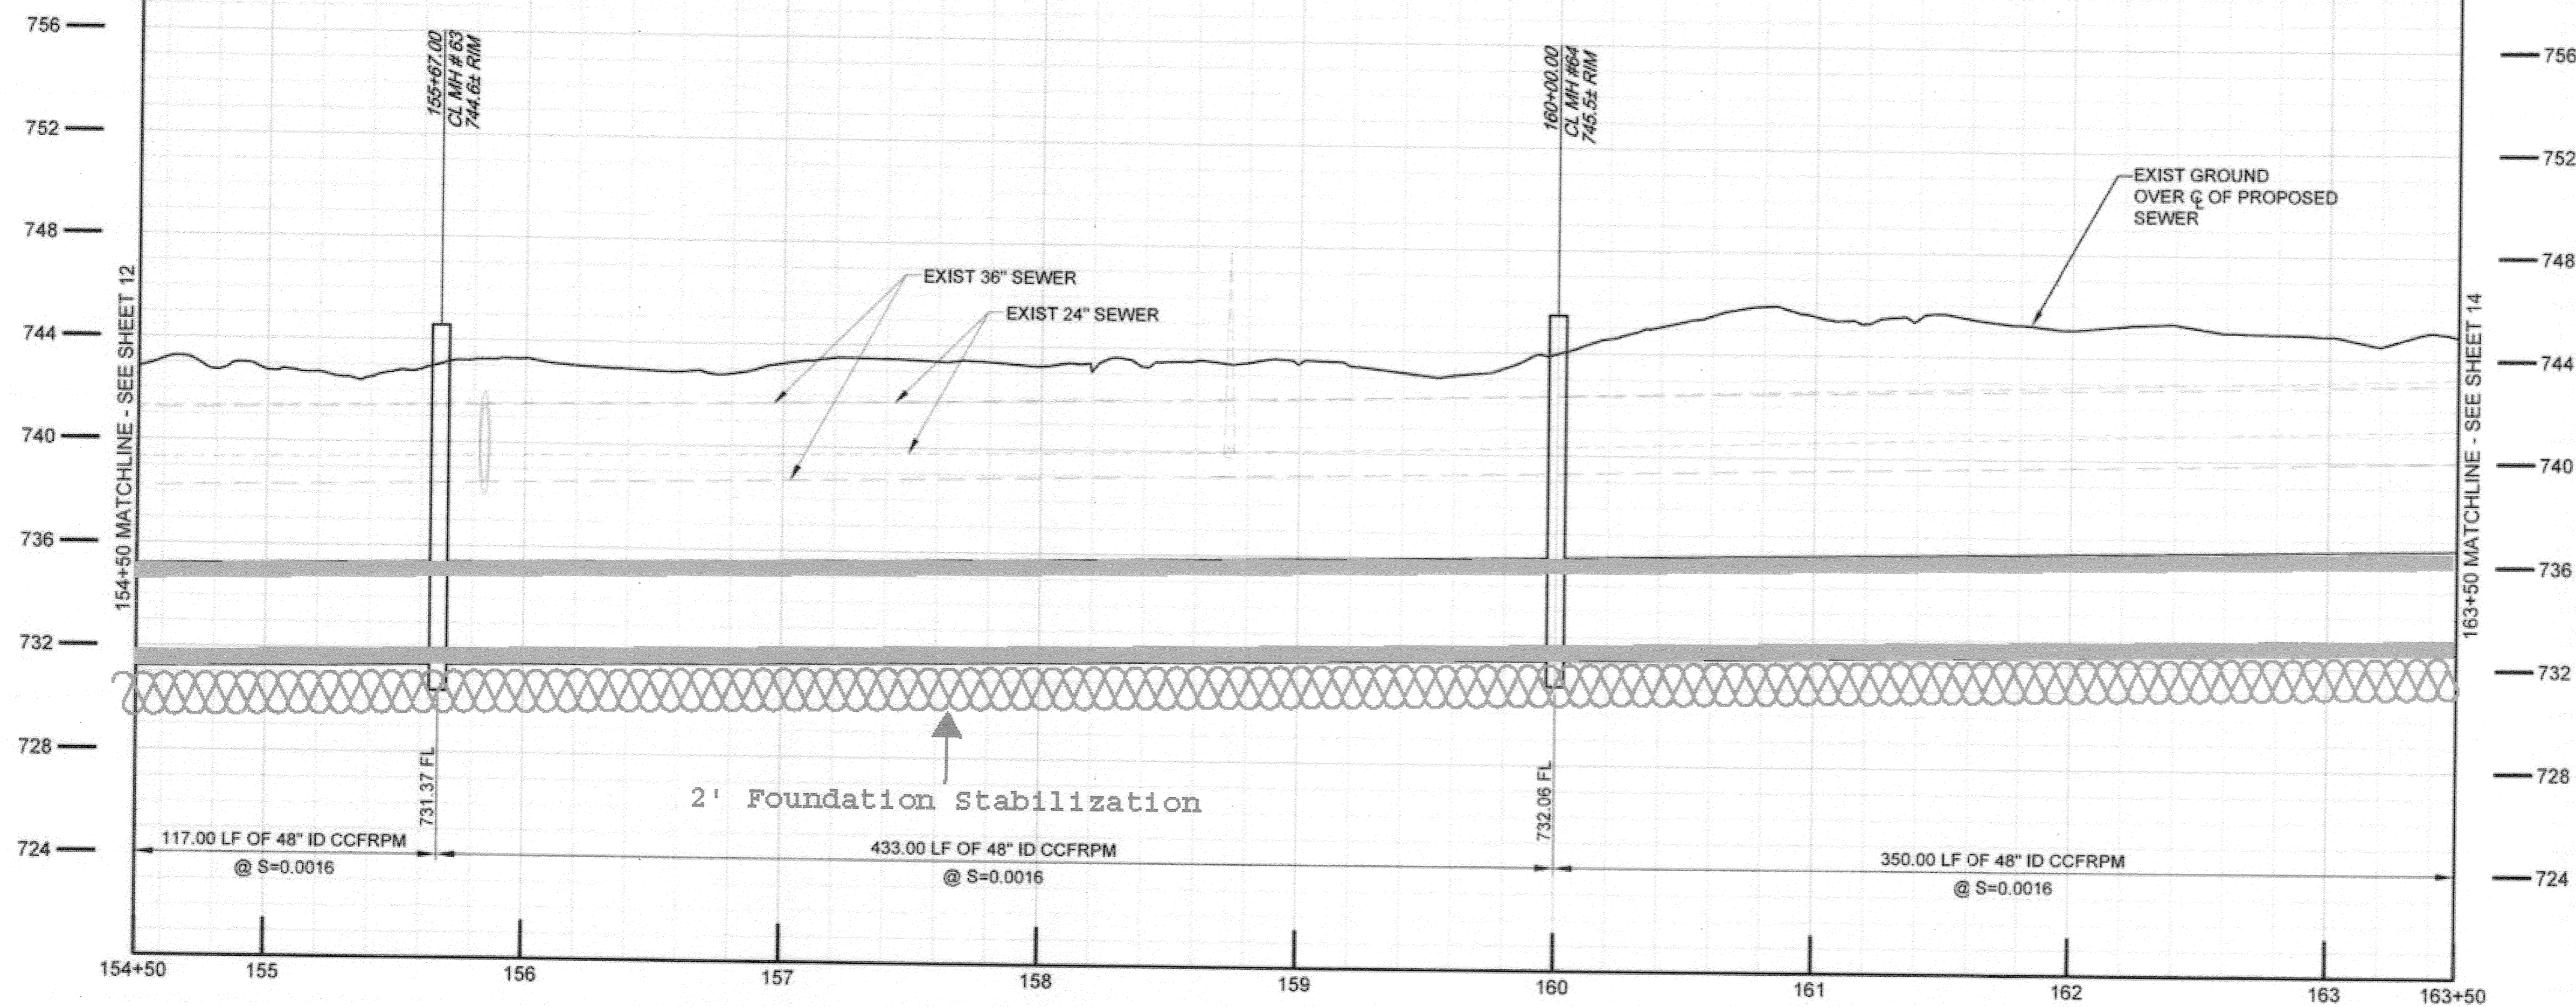 756
752
748
744
740
736
732
728
724
154+50 MATCHLINE - SEE SHEET 12
155+67.00
CL MH # 63
744.6± RIM
160+00.00
CL MH #64
745.5± RIM
EXIST 36" SEWER
EXIST 24" SEWER
EXIST GROUND
OVER ℄ OF PROPOSED
SEWER
731.37 FL
2' Foundation Stabilization
732.06 FL
117.00 LF OF 48" ID CCFRPM
@ S=0.0016
433.00 LF OF 48" ID CCFRPM
@ S=0.0016
350.00 LF OF 48" ID CCFRPM
@ S=0.0016
163+50 MATCHLINE - SEE SHEET 14
756
752
748
744
740
736
732
728
724
154+50 155 156 157 158 159 160 161 162 163 163+50